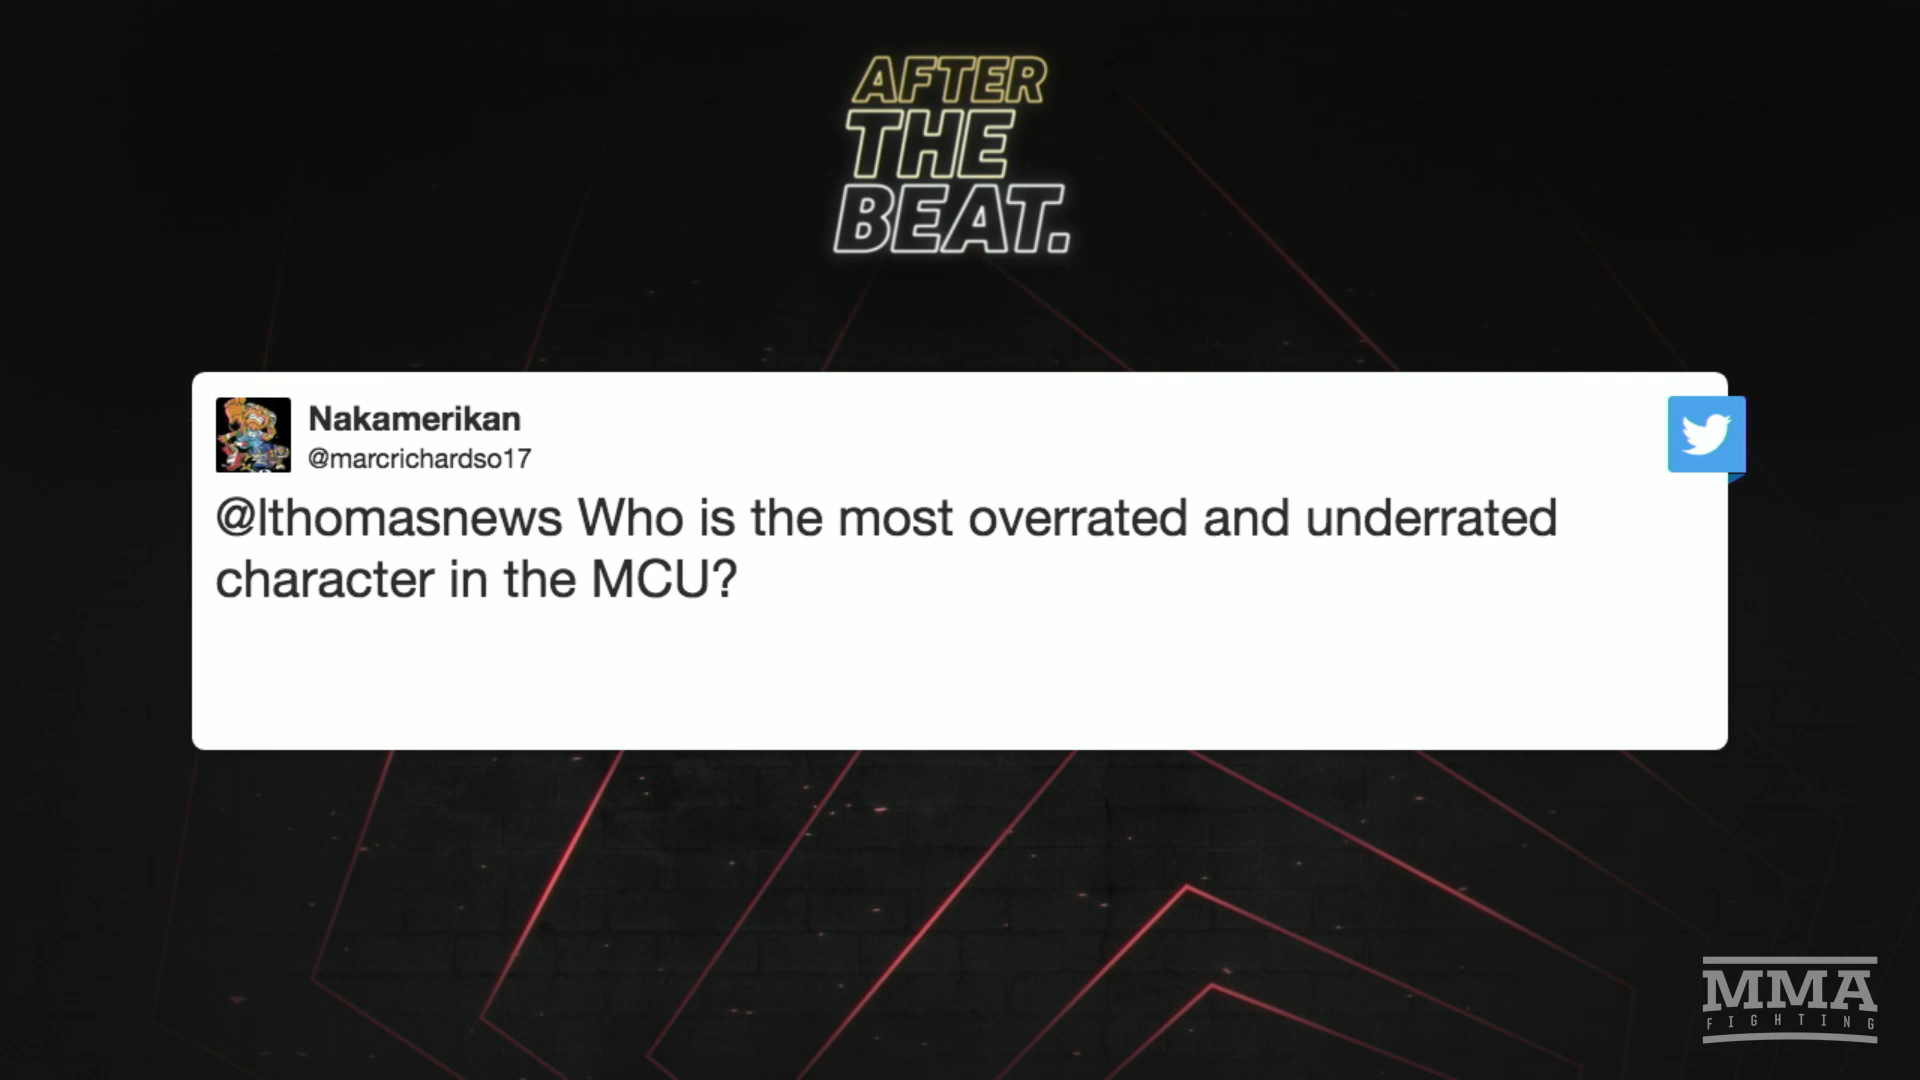 AFTER
THE
BEAT.
Nakamerikan
@marcrichardso17
@lthomasnews Who is the most overrated and underrated
character in the MCU?
MMA
FIGHTING